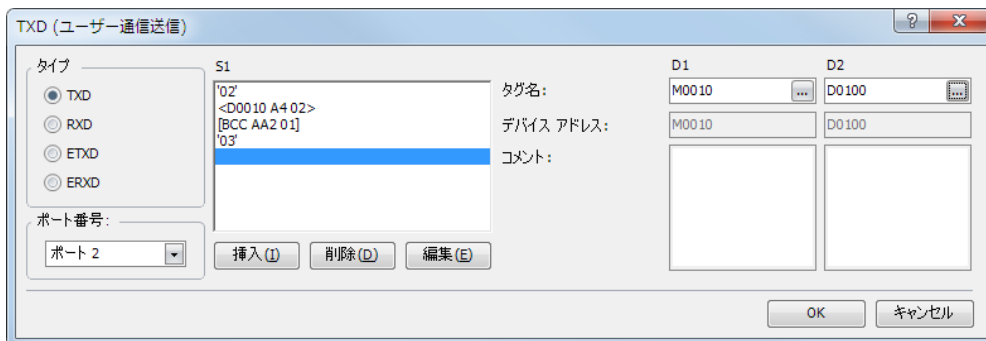 TXD (ユーザー通信送信)
タイプ
TXD
RXD
ETXD
ERXD
ポート番号:
ポート 2
S1
'02'
<D0010 A4 02>
[BCC AA2 01]
'03'
挿入(I)
削除(D)
編集(E)
D1
D2
タグ名:
M0010
...
D0100
...
デバイス アドレス:
M0010
D0100
コメント:
OK
キャンセル